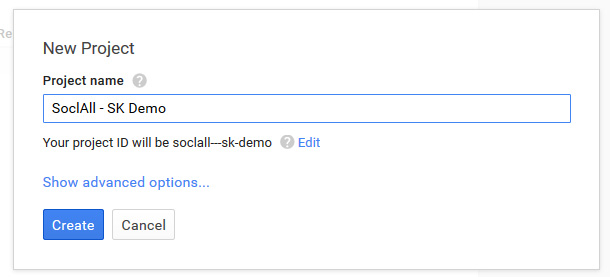 Re
New Project
Project name ?
SoclAll - SK Demo
Your project ID will be soclall---sk-demo ? Edit
Show advanced options...
Create Cancel